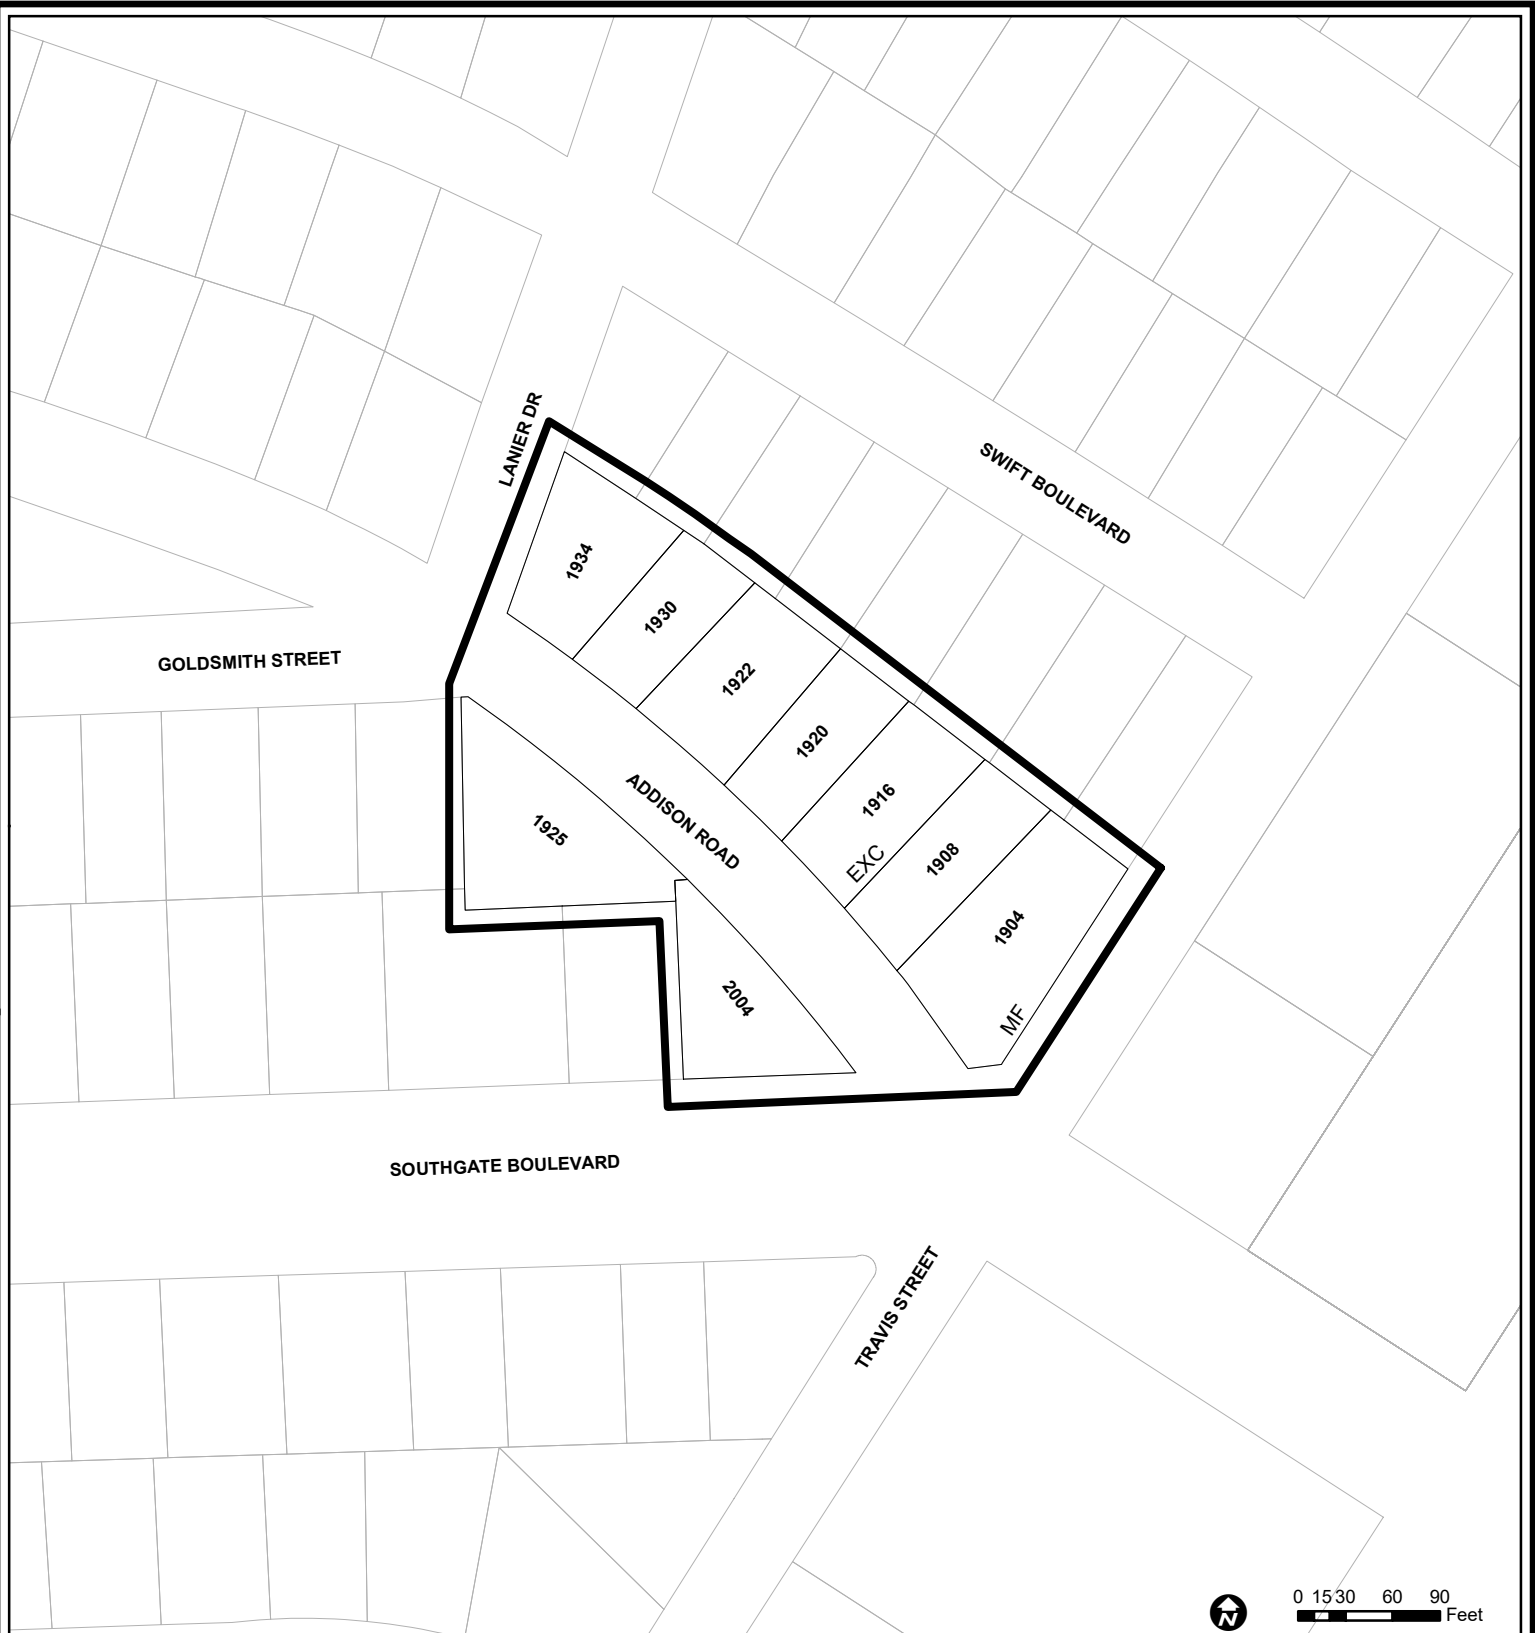 LANIER DR
SWIFT BOULEVARD
1934
1930
GOLDSMITH STREET
1922
1920
1916
ADDISON ROAD
1925
EXC
1908
1904
2004
MF
SOUTHGATE BOULEVARD
TRAVIS STREET
N
0 15 30 60 90
Feet